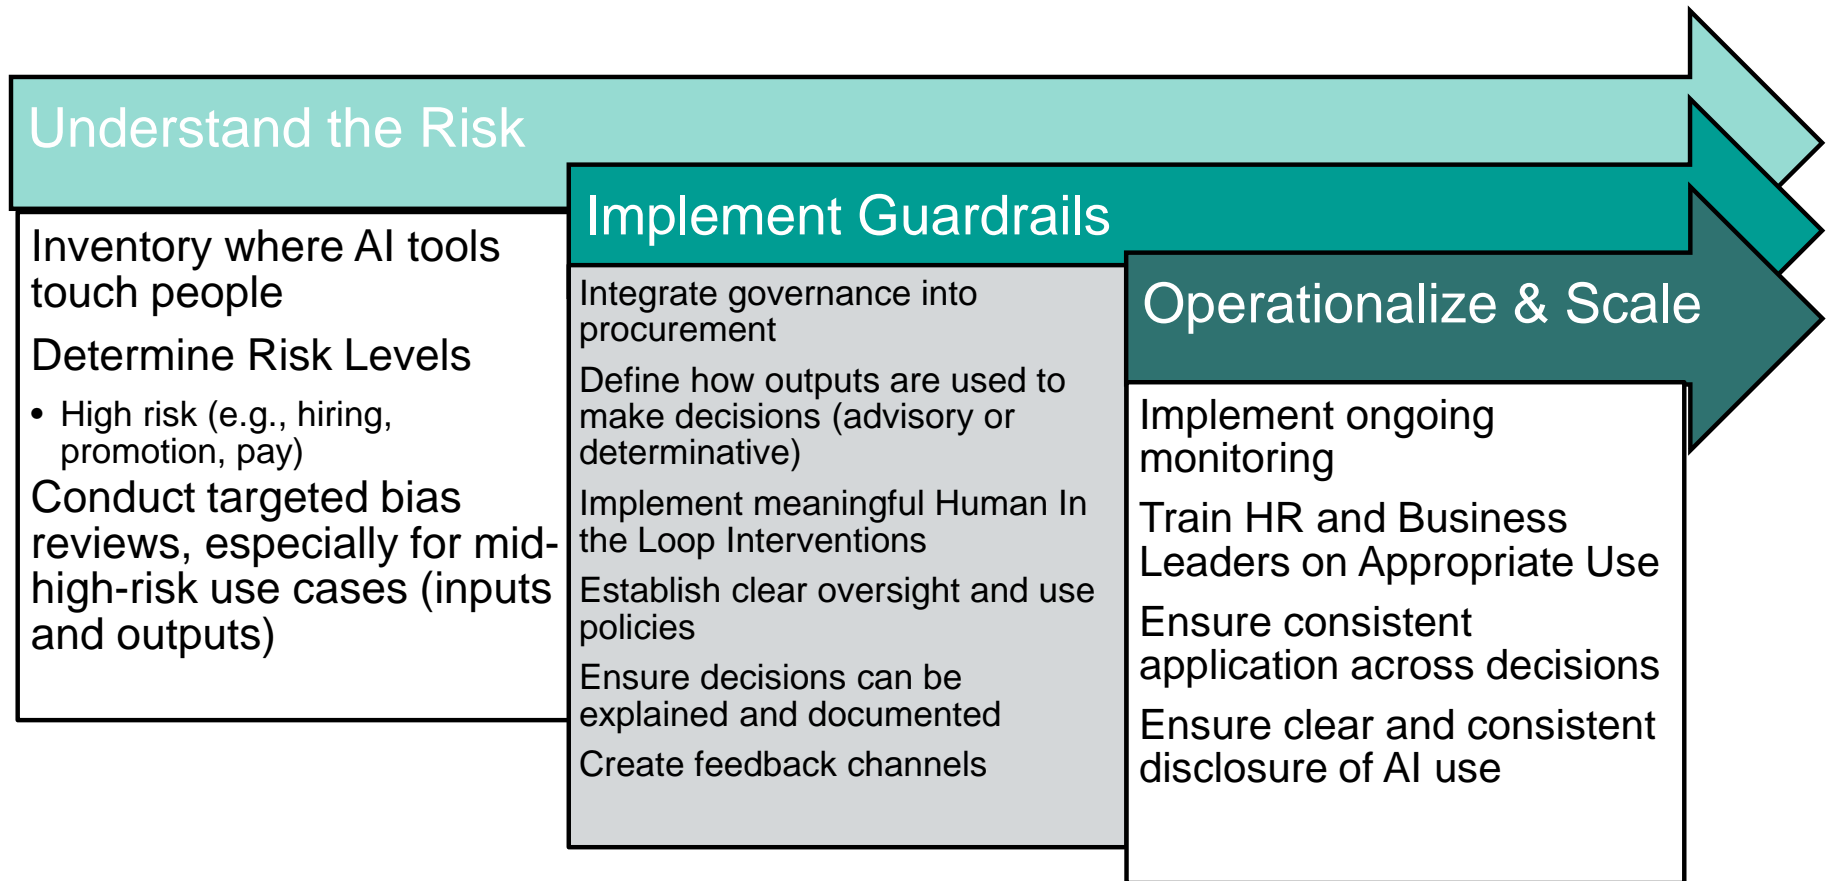 Understand the Risk
Inventory where AI tools
touch people
Determine Risk Levels
• High risk (e.g., hiring,
promotion, pay)
Conduct targeted bias
reviews, especially for mid-
high-risk use cases (inputs
and outputs)
Implement Guardrails
Integrate governance into
procurement
Define how outputs are used to
make decisions (advisory or
determinative)
Implement meaningful Human In
the Loop Interventions
Establish clear oversight and use
policies
Ensure decisions can be
explained and documented
Create feedback channels
Operationalize & Scale
Implement ongoing
monitoring
Train HR and Business
Leaders on Appropriate Use
Ensure consistent
application across decisions
Ensure clear and consistent
disclosure of AI use